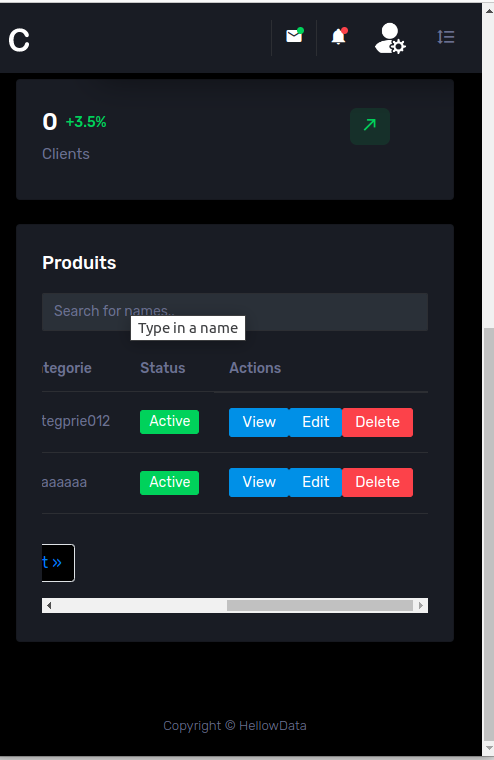 C
0 +3.5%
Clients
Produits
Search for names..
Type in a name
tegorie Status Actions
tegprie012 Active View Edit Delete
aaaaaa Active View Edit Delete
t »
Copyright © HellowData